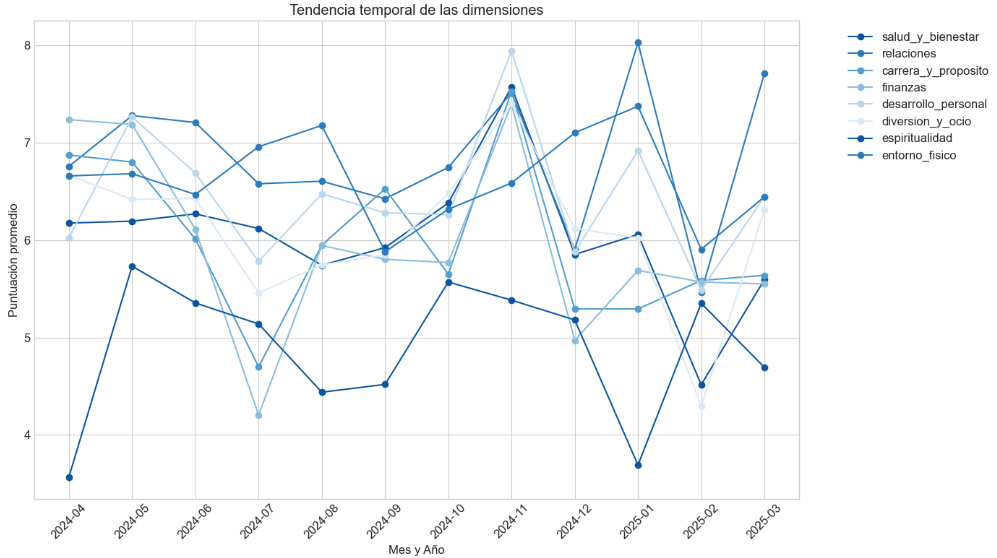 Tendencia temporal de las dimensiones
8
7
6
5
4
Puntuación promedio
2024-04
2024-05
2024-06
2024-07
2024-08
2024-09
2024-10
2024-11
2024-12
2025-01
2025-02
2025-03
Mes y Año
salud_y_bienestar
relaciones
carrera_y_proposito
finanzas
desarrollo_personal
diversion_y_ocio
espiritualidad
entorno_fisico